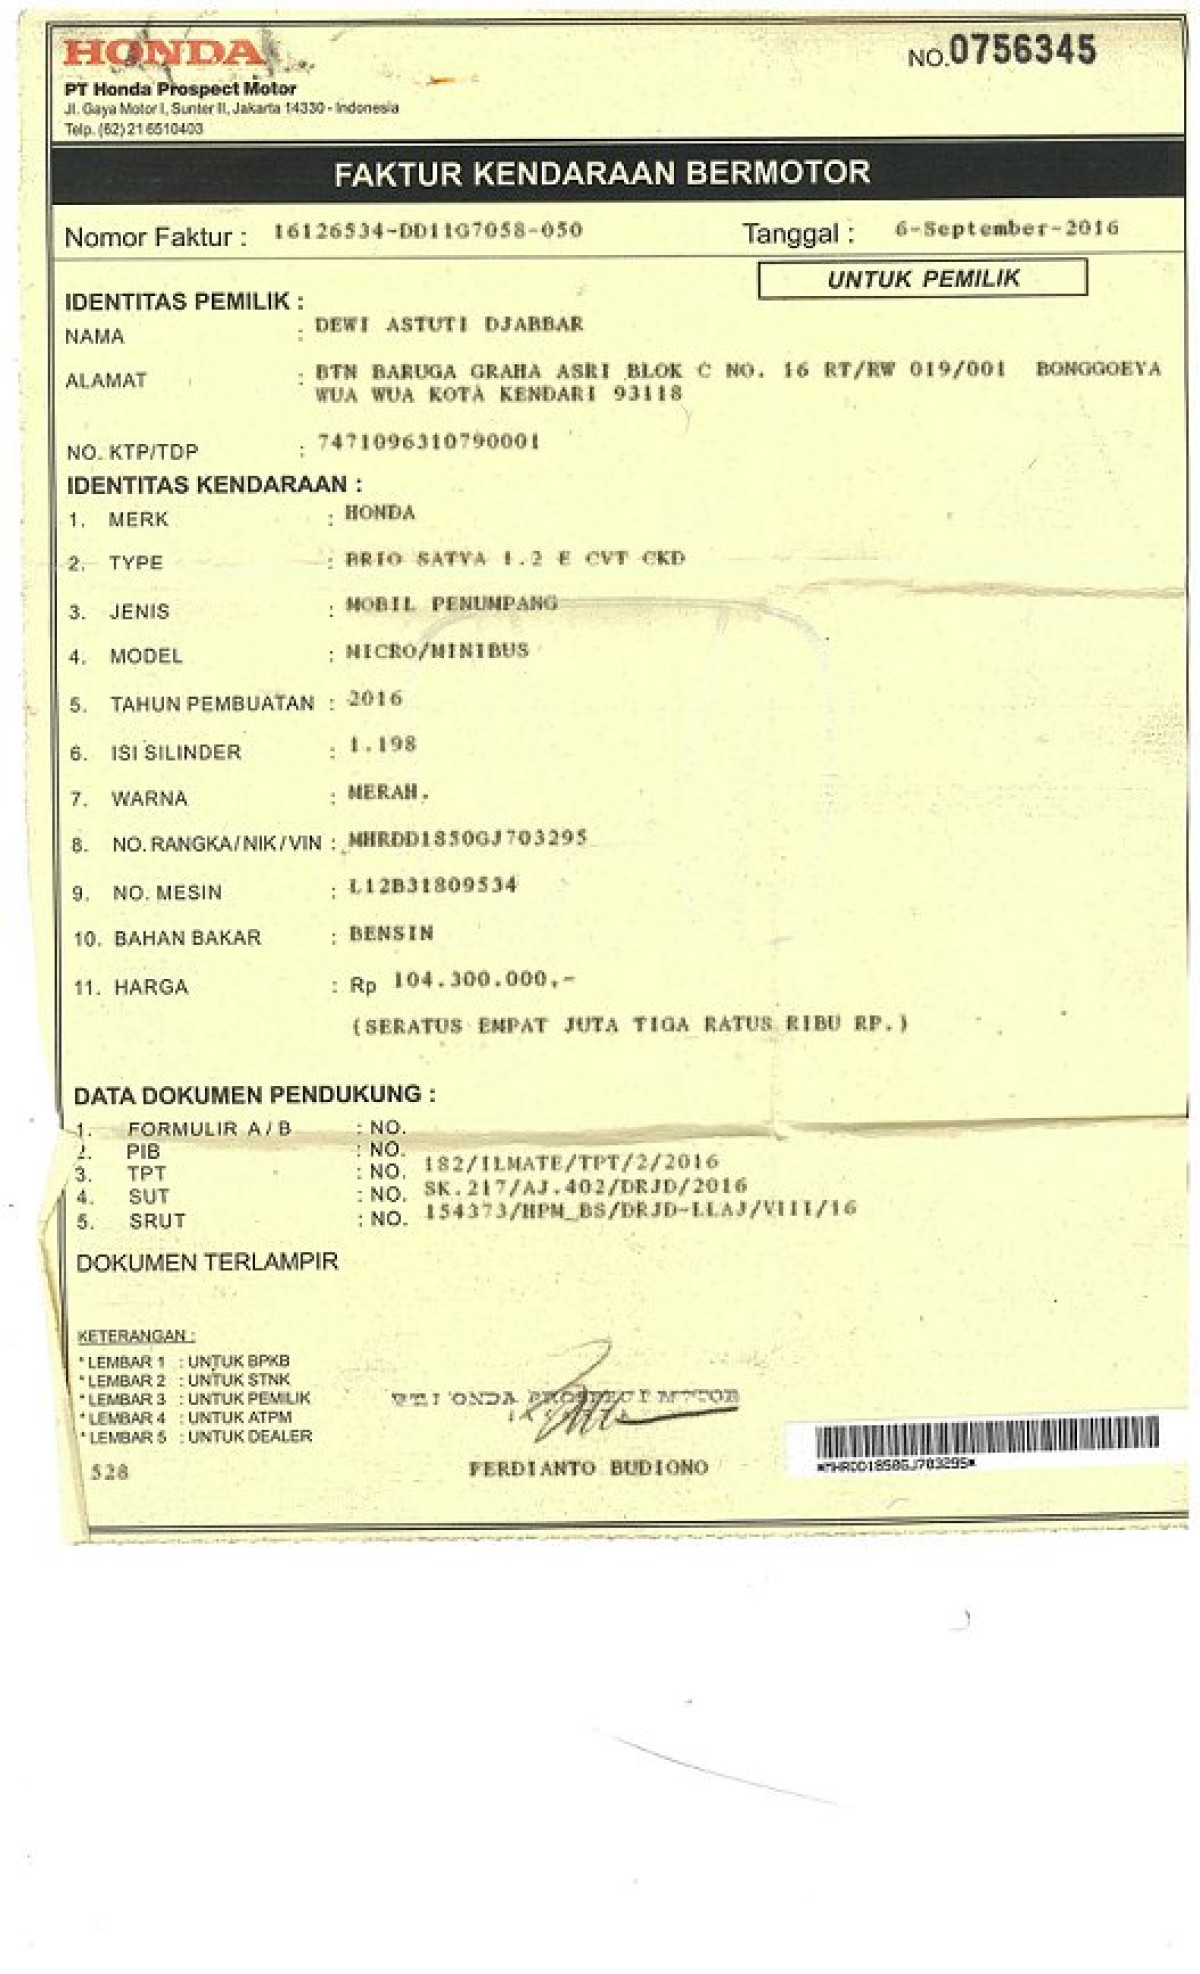 HONDA
NO.0756345
PT Honda Prospect Motor
Jl. Gaya Motor I, Sunter II, Jakarta 14330 - Indonesia
Telp. (62) 21 6510403
FAKTUR KENDARAAN BERMOTOR
Nomor Faktur : 16126534-DD11G7058-050 Tanggal : 6-September-2016
UNTUK PEMILIK
IDENTITAS PEMILIK :
NAMA : DEWI ASTUTI DJABBAR
ALAMAT : BTN BARUGA GRAHA ASRI BLOK C NO. 16 RT/RW 019/001 BONGGOEYA
WUA WUA KOTA KENDARI 93118
NO. KTP/TDP : 7471096310790001
IDENTITAS KENDARAAN :
1. MERK : HONDA
2. TYPE : BRIO SATYA 1.2 E CVT CKD
3. JENIS : MOBIL PENUMPANG
4. MODEL : MICRO/MINIBUS
5. TAHUN PEMBUATAN : 2016
6. ISI SILINDER : 1.198
7. WARNA : MERAH.
8. NO. RANGKA/NIK/VIN : MHRDD1850GJ703295
9. NO. MESIN : L12B31809534
10. BAHAN BAKAR : BENSIN
11. HARGA : Rp 104.300.000,-
(SERATUS EMPAT JUTA TIGA RATUS RIBU RP.)
DATA DOKUMEN PENDUKUNG :
1. FORMULIR A / B : NO.
2. PIB : NO.
3. TPT : NO. 182/ILMATE/TPT/2/2016
4. SUT : NO. SK.217/AJ.402/DRJD/2016
5. SRUT : NO. 154373/HPM_BS/DRJD-LLAJ/VIII/16
DOKUMEN TERLAMPIR
KETERANGAN :
* LEMBAR 1 : UNTUK BPKB
* LEMBAR 2 : UNTUK STNK
* LEMBAR 3 : UNTUK PEMILIK
* LEMBAR 4 : UNTUK ATPM
* LEMBAR 5 : UNTUK DEALER
PROSPECT MOTOR
528
FERDIANTO BUDIONO
*MHRDD1850GJ703295*